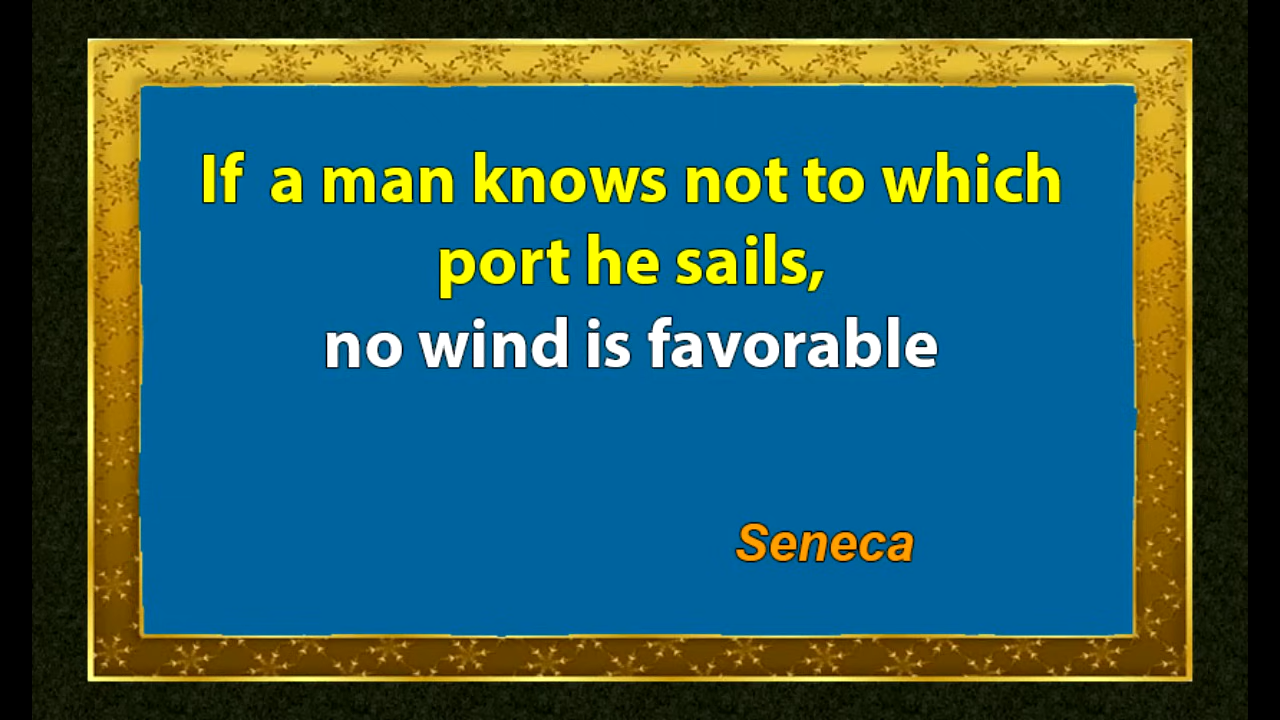 If a man knows not to which
port he sails,
no wind is favorable
Seneca